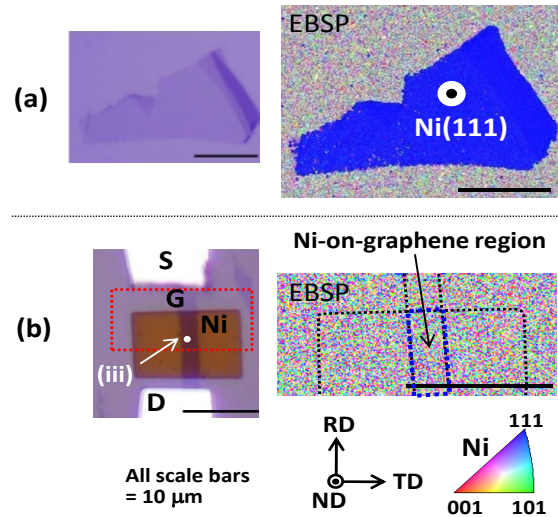 EBSP
(a)
Ni(111)
Ni-on-graphene region
S
G
Ni
EBSP
(b)
(iii)
D
All scale bars
= 10 μm
RD
ND
TD
Ni
111
001
101